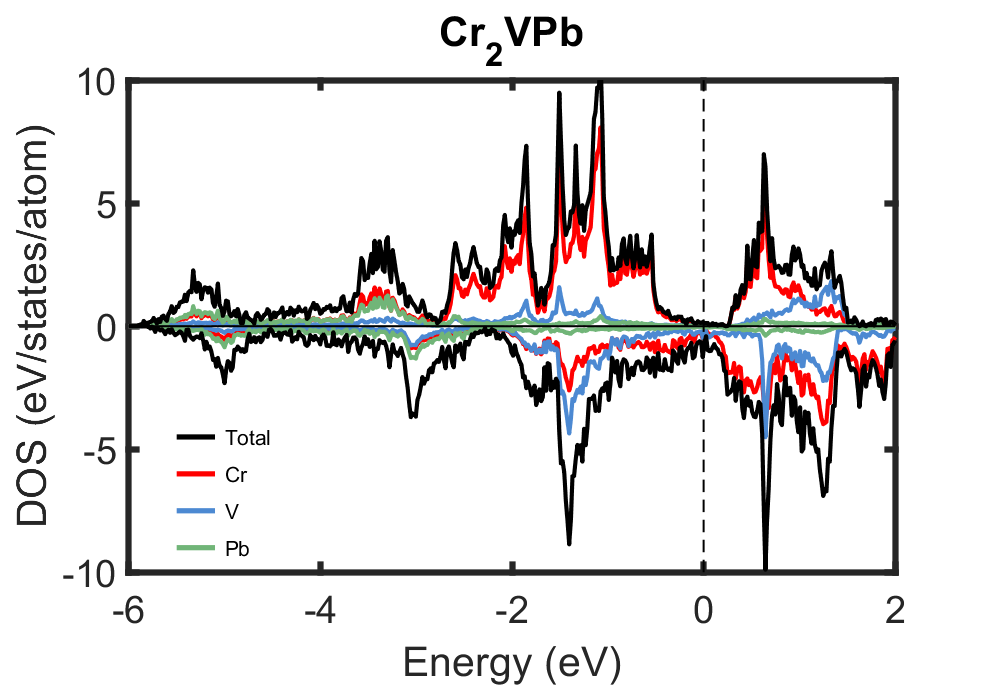 Cr₂VPb
10
5
0
-5
-10
DOS (eV/states/atom)
Total
Cr
V
Pb
-6 -4 -2 0 2
Energy (eV)